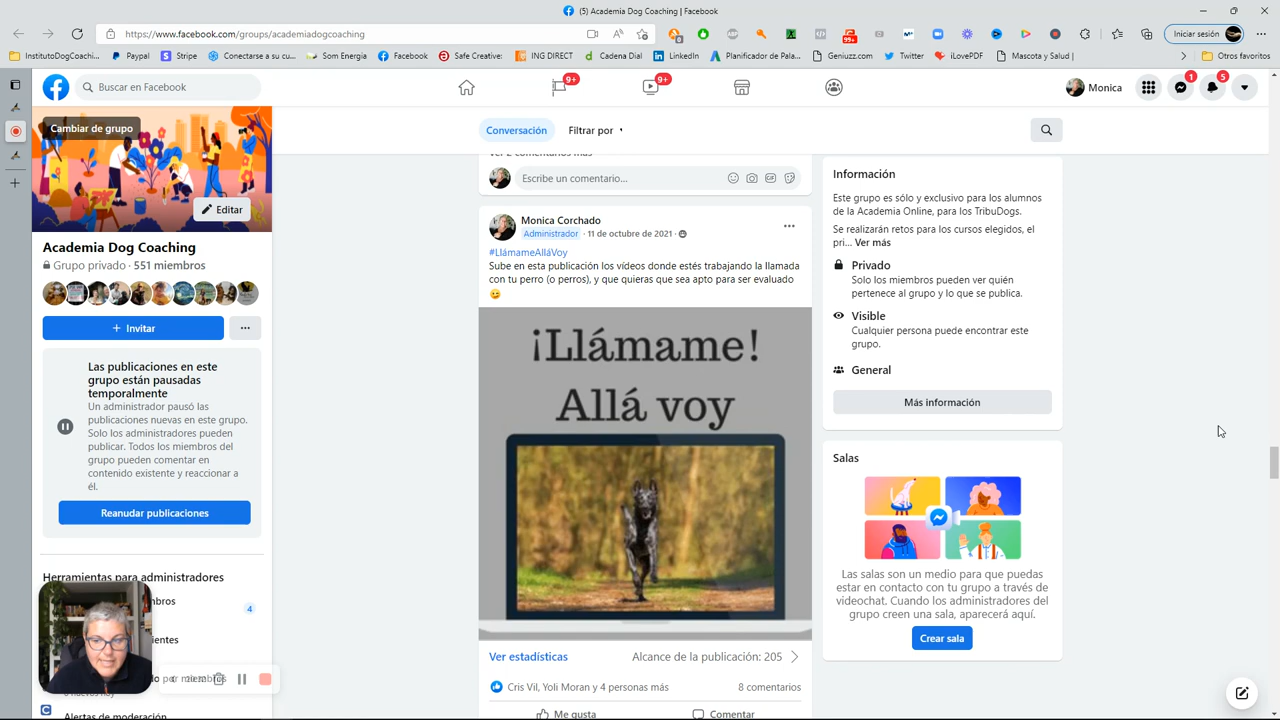 (5) Academia Dog Coaching | Facebook
https://www.facebook.com/groups/academiadogcoaching
Iniciar sesión
InstitutoDogCoachi...
Paypal
Stripe
Conectarse a su cu...
Som Energia
Facebook
Safe Creative:
ING DIRECT
Cadena Dial
LinkedIn
Planificador de Pala...
Geniuzz.com
Twitter
iLovePDF
Mascota y Salud |
Otros favoritos
Buscar en Facebook
9+
9+
Monica
1
5
Cambiar de grupo
Editar
Academia Dog Coaching
Grupo privado · 551 miembros
+ Invitar
Las publicaciones en este
grupo están pausadas
temporalmente
Un administrador pausó las
publicaciones nuevas en este grupo.
Solo los administradores pueden
publicar. Todos los miembros del
grupo pueden comentar en
contenido existente y reaccionar a
él.
Reanudar publicaciones
Herramientas para administradores
4
por miembros
Alertas de moderación
Conversación
Filtrar por
Escribe un comentario...
GIF
Monica Corchado
Administrador · 11 de octubre de 2021 ·
#LlámameAlláVoy
Sube en esta publicación los vídeos donde estés trabajando la llamada
con tu perro (o perros), y que quieras que sea apto para ser evaluado
😉
¡Llámame!
Allá voy
Ver estadísticas
Alcance de la publicación: 205
Cris Vil, Yoli Moran y 4 personas más
8 comentarios
Me gusta
Comentar
Información
Este grupo es sólo y exclusivo para los alumnos
de la Academia Online, para los TribuDogs.
Se realizarán retos para los cursos elegidos, el
pri... Ver más
Privado
Solo los miembros pueden ver quién
pertenece al grupo y lo que se publica.
Visible
Cualquier persona puede encontrar este
grupo.
General
Más información
Salas
Las salas son un medio para que puedas
estar en contacto con tu grupo a través de
videochat. Cuando los administradores del
grupo creen una sala, aparecerá aquí.
Crear sala